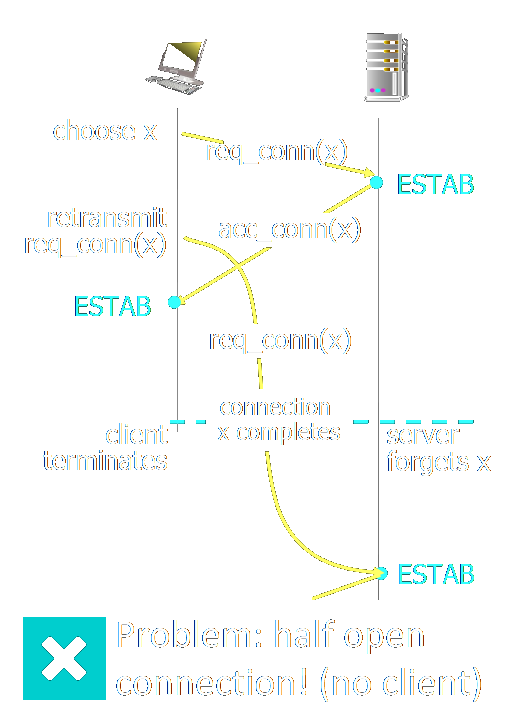 choose x
req_conn(x)
ESTAB
retransmit
req_conn(x)
acc_conn(x)
ESTAB
req_conn(x)
connection
x completes
client
terminates
server
forgets x
ESTAB
Problem: half open
connection! (no client)